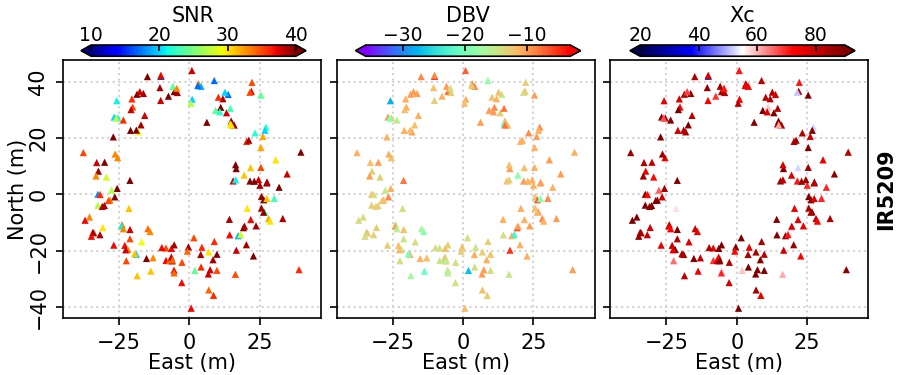 SNR DBV Xc
10 20 30 40 −30 −20 −10 20 40 60 80
40
20
0
−20
−40
North (m)
−25 0 25 −25 0 25 −25 0 25
East (m) East (m) East (m)
IR5209